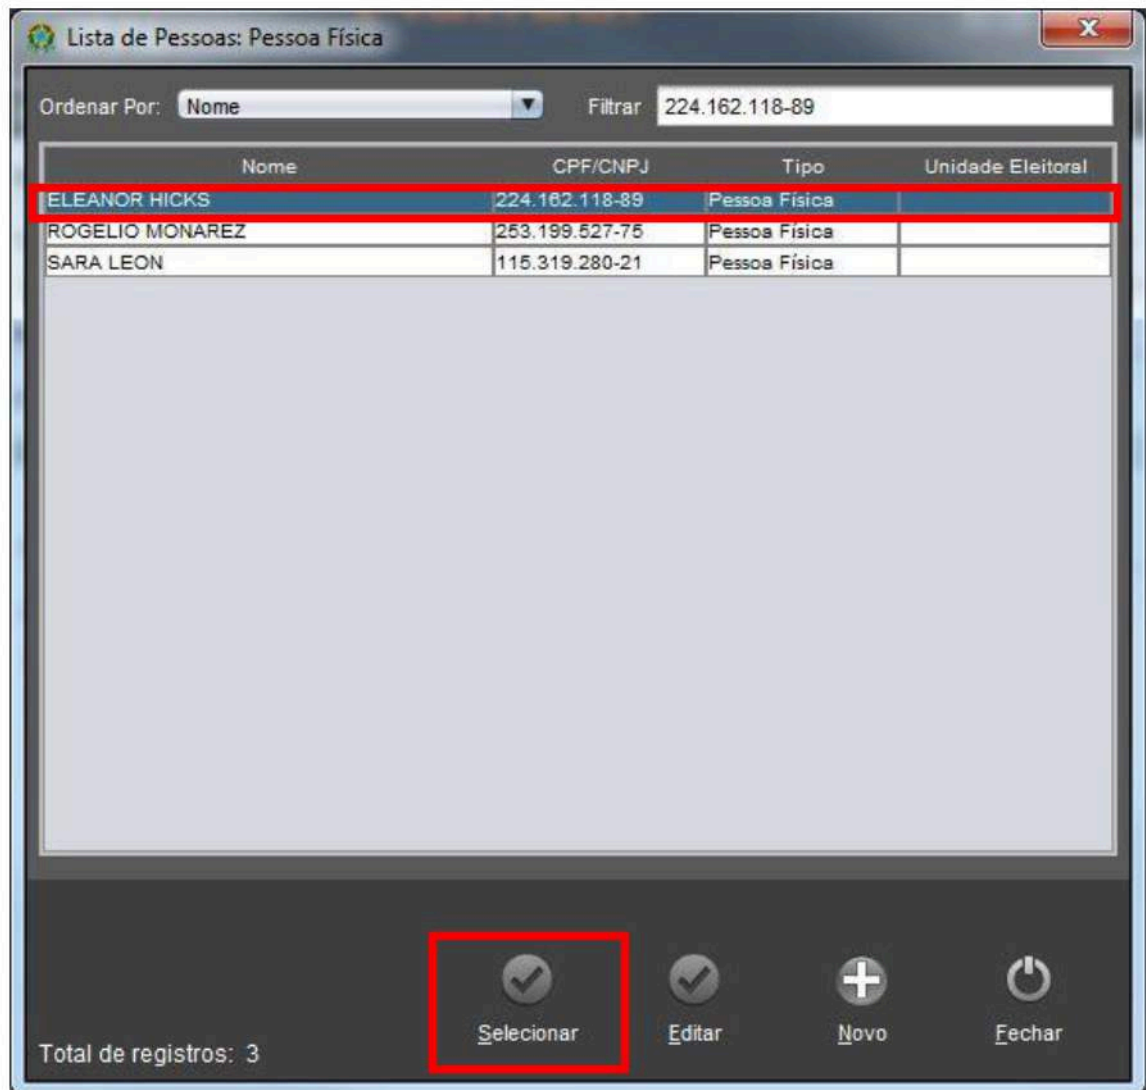 Lista de Pessoas: Pessoa Física
X
Ordenar Por: Nome Filtrar 224.162.118-89
Nome CPF/CNPJ Tipo Unidade Eleitoral
ELEANOR HICKS 224.162.118-89 Pessoa Física
ROGELIO MONAREZ 253.199.527-75 Pessoa Física
SARA LEON 115.319.280-21 Pessoa Física
Selecionar Editar Novo Fechar
Total de registros: 3